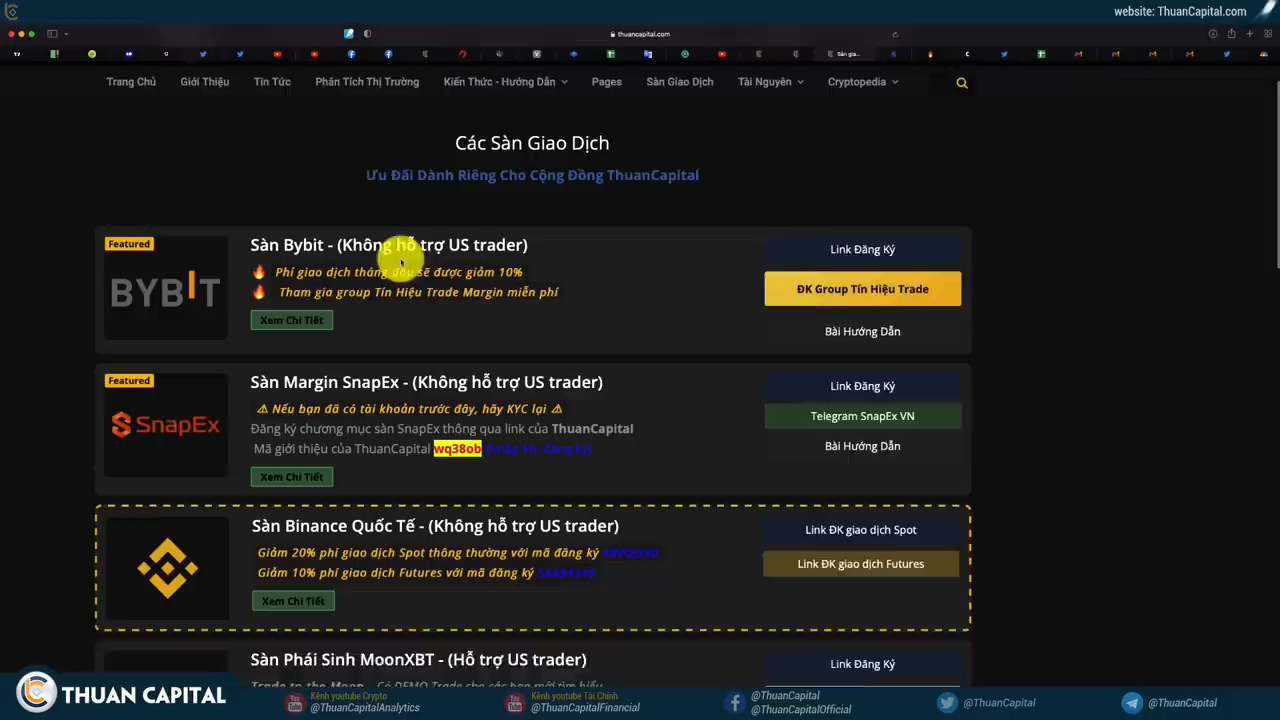 website: ThuanCapital.com
thuancapital.com
Sàn gia...
Trang Chủ Giới Thiệu Tin Tức Phân Tích Thị Trường Kiến Thức - Hướng Dẫn Pages Sàn Giao Dịch Tài Nguyên Cryptopedia
Các Sàn Giao Dịch
Ưu Đãi Dành Riêng Cho Cộng Đồng ThuanCapital
Featured
BYBIT
Sàn Bybit - (Không hỗ trợ US trader)
Phí giao dịch tháng đầu sẽ được giảm 10%
Tham gia group Tín Hiệu Trade Margin miễn phí
Xem Chi Tiết
Link Đăng Ký
ĐK Group Tín Hiệu Trade
Bài Hướng Dẫn
Featured
SnapEx
Sàn Margin SnapEx - (Không hỗ trợ US trader)
Nếu bạn đã có tài khoản trước đây, hãy KYC lại
Đăng ký chương mục sàn SnapEx thông qua link của ThuanCapital
Mã giới thiệu của ThuanCapital wq38ob (Nhập khi đăng ký)
Xem Chi Tiết
Link Đăng Ký
Telegram SnapEx VN
Bài Hướng Dẫn
Sàn Binance Quốc Tế - (Không hỗ trợ US trader)
Giảm 20% phí giao dịch Spot thông thường với mã đăng ký
Giảm 10% phí giao dịch Futures với mã đăng ký
Xem Chi Tiết
Link ĐK giao dịch Spot
Link ĐK giao dịch Futures
Sàn Phái Sinh MoonXBT - (Hỗ trợ US trader)
Link Đăng Ký
THUAN CAPITAL
Kênh youtube Crypto
@ThuanCapitalAnalytics
Kênh youtube Tài Chính
@ThuanCapitalFinancial
@ThuanCapital
@ThuanCapitalOfficial
@ThuanCapital
@ThuanCapital